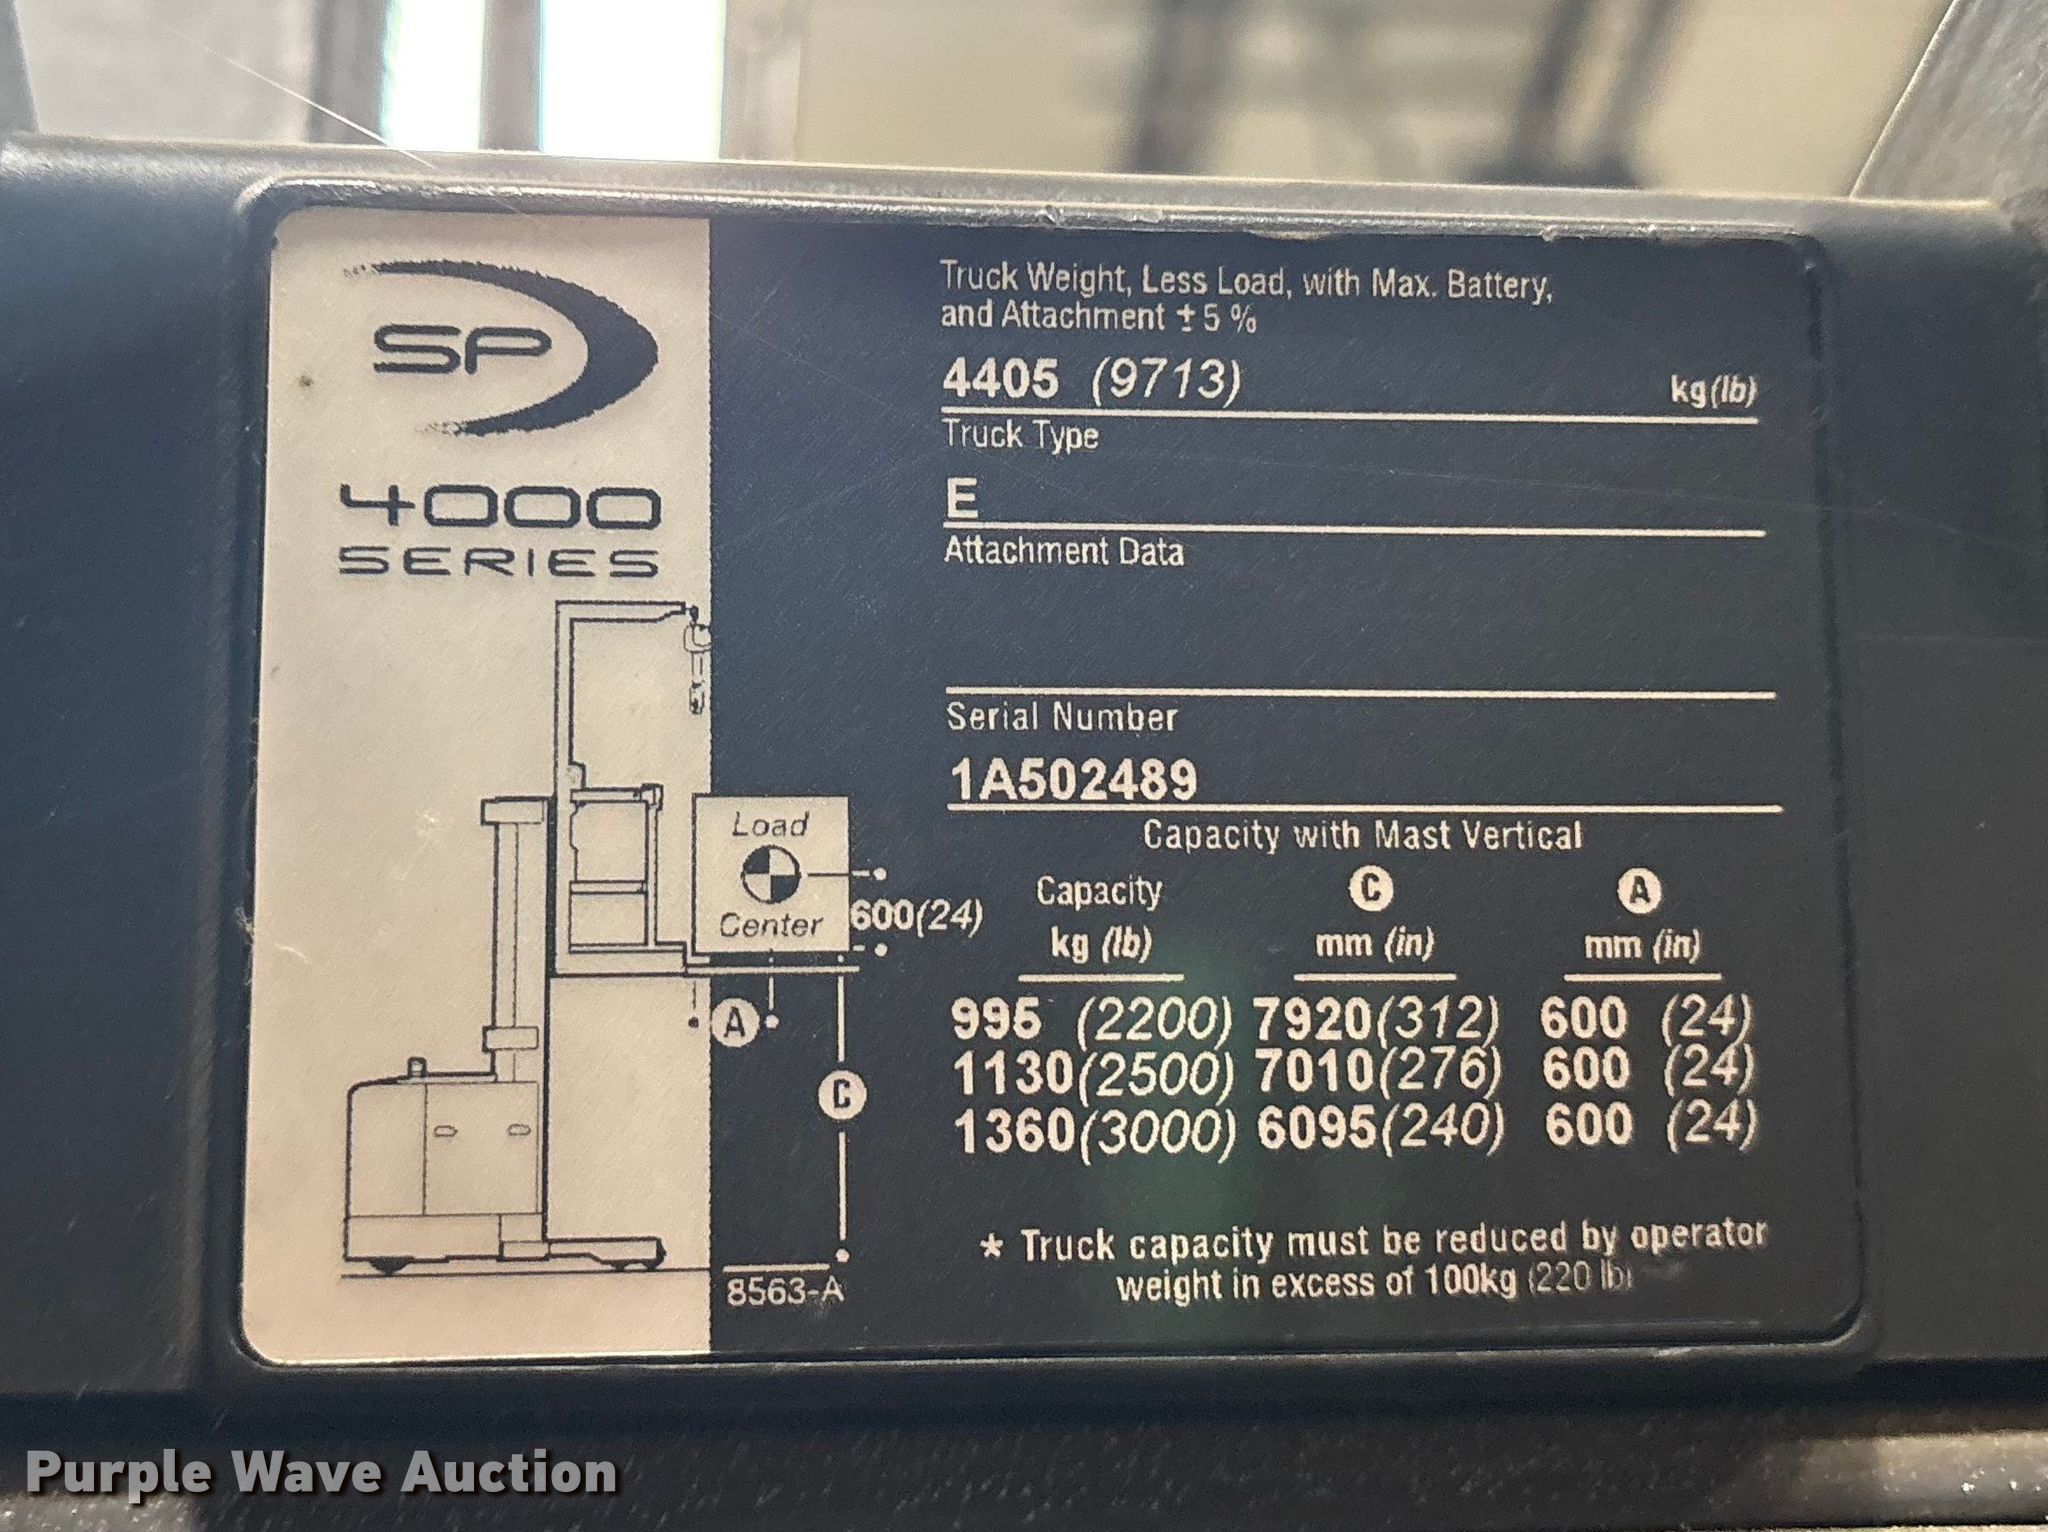 SP
4000
SERIES
Load
Center
600(24)
A
C
8563-A
Truck Weight, Less Load, with Max. Battery,
and Attachment ± 5 %
4405 (9713) kg(lb)
Truck Type
E
Attachment Data
Serial Number
1A502489
Capacity with Mast Vertical
Capacity C A
kg (lb) mm (in) mm (in)
995 (2200) 7920(312) 600 (24)
1130(2500) 7010(276) 600 (24)
1360(3000) 6095(240) 600 (24)
* Truck capacity must be reduced by operator
weight in excess of 100kg (220 lb)
Purple Wave Auction